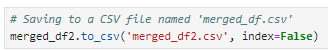 # Saving to a CSV file named 'merged_df.csv'
merged_df2.to_csv('merged_df2.csv', index=False)